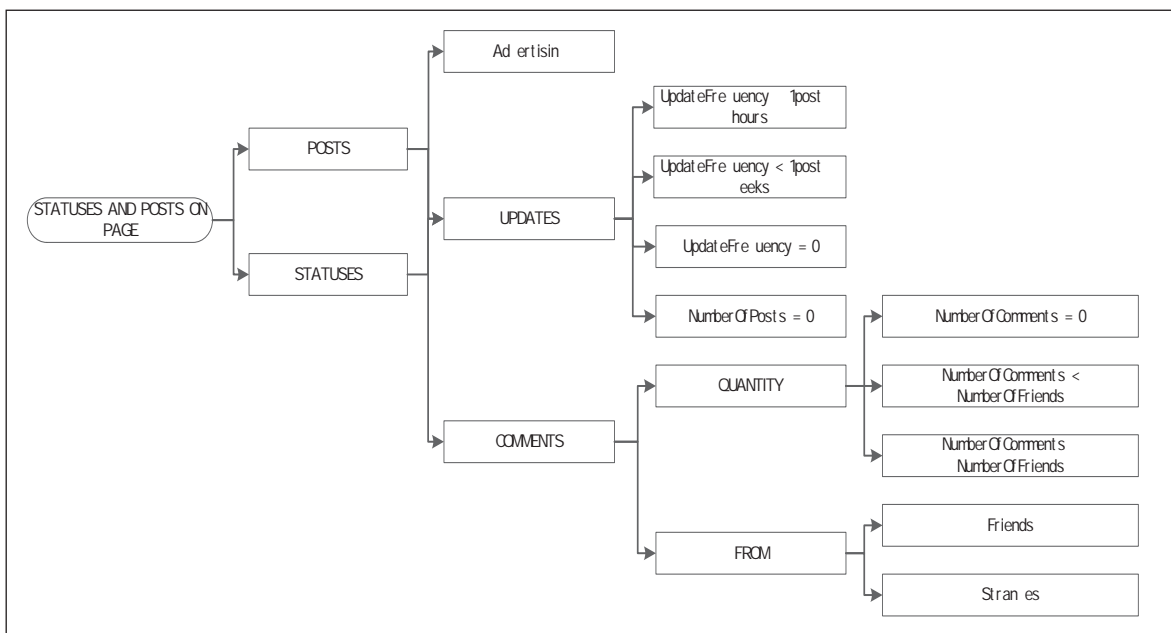 Ad ertisin
UpdateFre uency 1post
hours
POSTS
UpdateFre uency < 1post
eeks
STATUSES AND POSTS ON
PAGE
UPDATES
STATUSES
UpdateFre uency = 0
NumberOfPosts = 0
NumberOfComments = 0
QUANTITY
NumberOfComments <
NumberOfFriends
COMMENTS
NumberOfComments
NumberOfFriends
FROM
Friends
Stran es